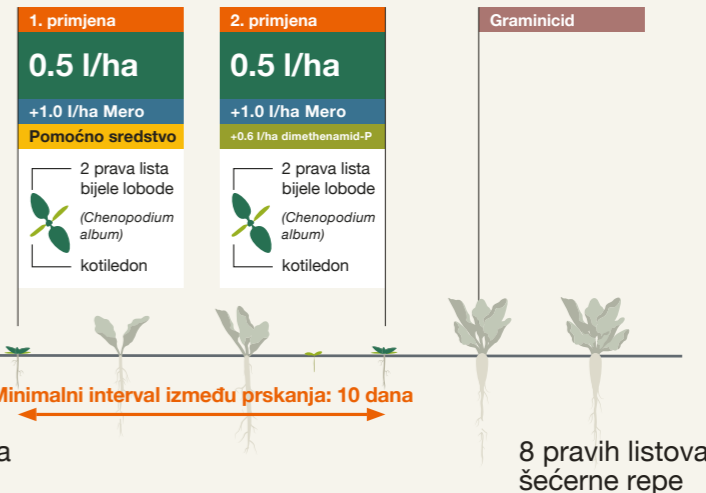 1. primjena
0.5 l/ha
+1.0 l/ha Mero
Pomoćno sredstvo
2 prava lista
bijele lobode
(Chenopodium
album)
kotiledon
2. primjena
0.5 l/ha
+1.0 l/ha Mero
+0.6 l/ha dimethenamid-P
2 prava lista
bijele lobode
(Chenopodium
album)
kotiledon
Graminicid
Minimalni interval između prskanja: 10 dana
a
8 pravih listova
šećerne repe